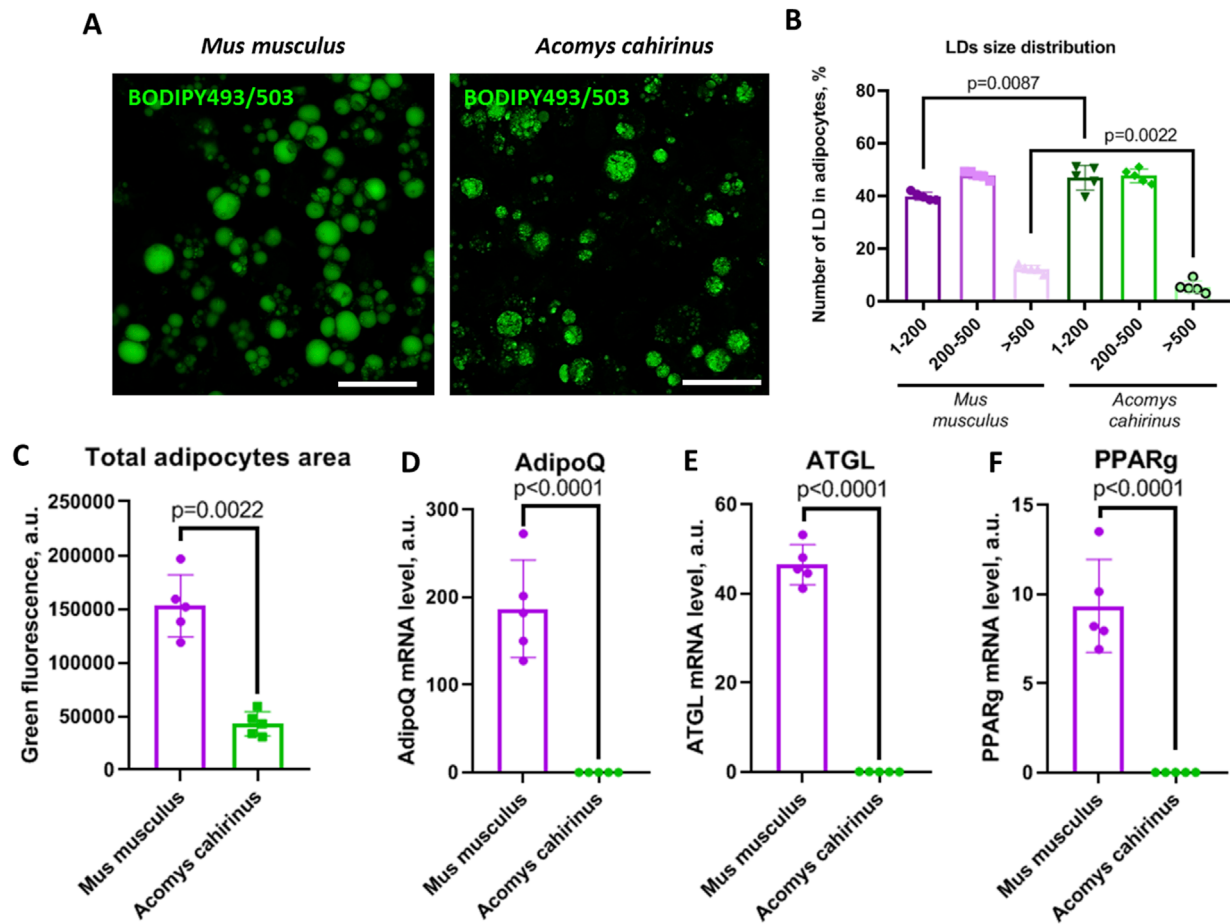 A
Mus musculus
Acomys cahirinus
BODIPY493/503
BODIPY493/503
B
LDs size distribution
p=0.0087
p=0.0022
Number of LD in adipocytes, %
80
60
40
20
0
1-200
200-500
>500
1-200
200-500
>500
Mus
musculus
Acomys
cahirinus
C
Total adipocytes area
p=0.0022
Green fluorescence, a.u.
250000
200000
150000
100000
50000
0
Mus musculus
Acomys cahirinus
D
AdipoQ
p<0.0001
AdipoQ mRNA level, a.u.
300
200
100
0
Mus musculus
Acomys cahirinus
E
ATGL
p<0.0001
ATGL mRNA level, a.u.
60
40
20
0
Mus musculus
Acomys cahirinus
F
PPARg
p<0.0001
PPARg mRNA level, a.u.
15
10
5
0
Mus musculus
Acomys cahirinus